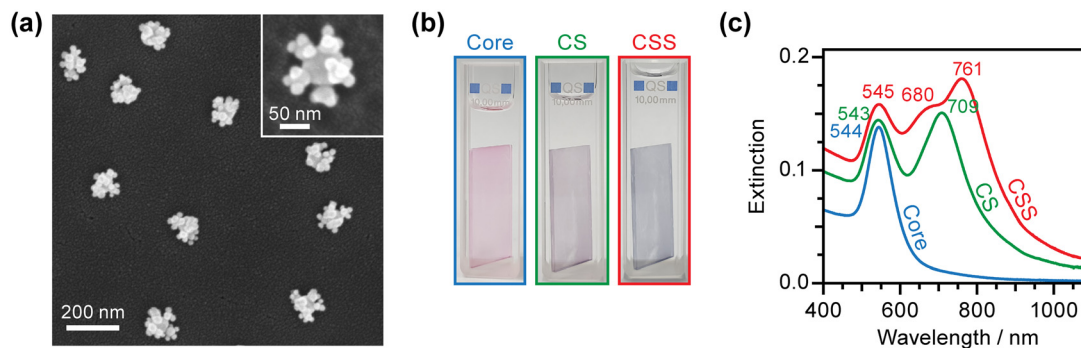 (a)
50 nm
200 nm
(b)
Core
CS
CSS
QS
10,00mm
QS
10,00mm
QS
10,00mm
(c)
Extinction
0.2
0.1
0.0
761
545
680
543
709
544
Core
CS
CSS
400
600
800
1000
Wavelength / nm